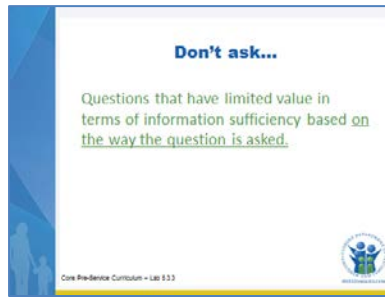 Don't ask...
Questions that have limited value in
terms of information sufficiency based on
the way the question is asked.
Core Pre-Service Curriculum – Lab 5.3.3